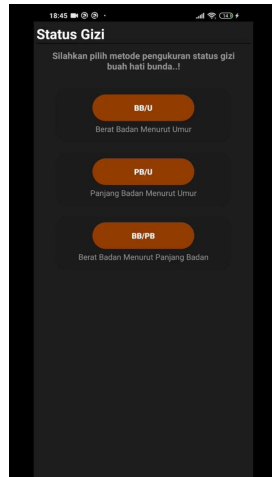 18:45
Status Gizi
Silahkan pilih metode pengukuran status gizi
buah hati bunda..!
BB/U
Berat Badan Menurut Umur
PB/U
Panjang Badan Menurut Umur
BB/PB
Berat Badan Menurut Panjang Badan